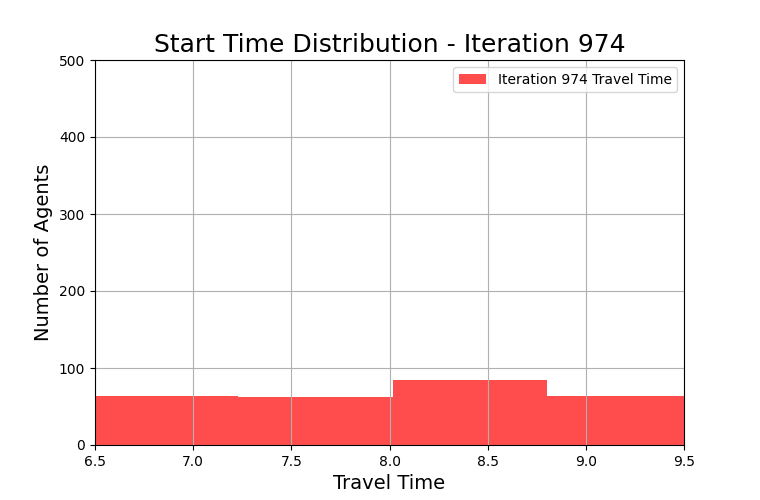 Start Time Distribution - Iteration 974
500
Iteration 974 Travel Time
400
300
200
100
0
Number of Agents
6.5 7.0 7.5 8.0 8.5 9.0 9.5
Travel Time